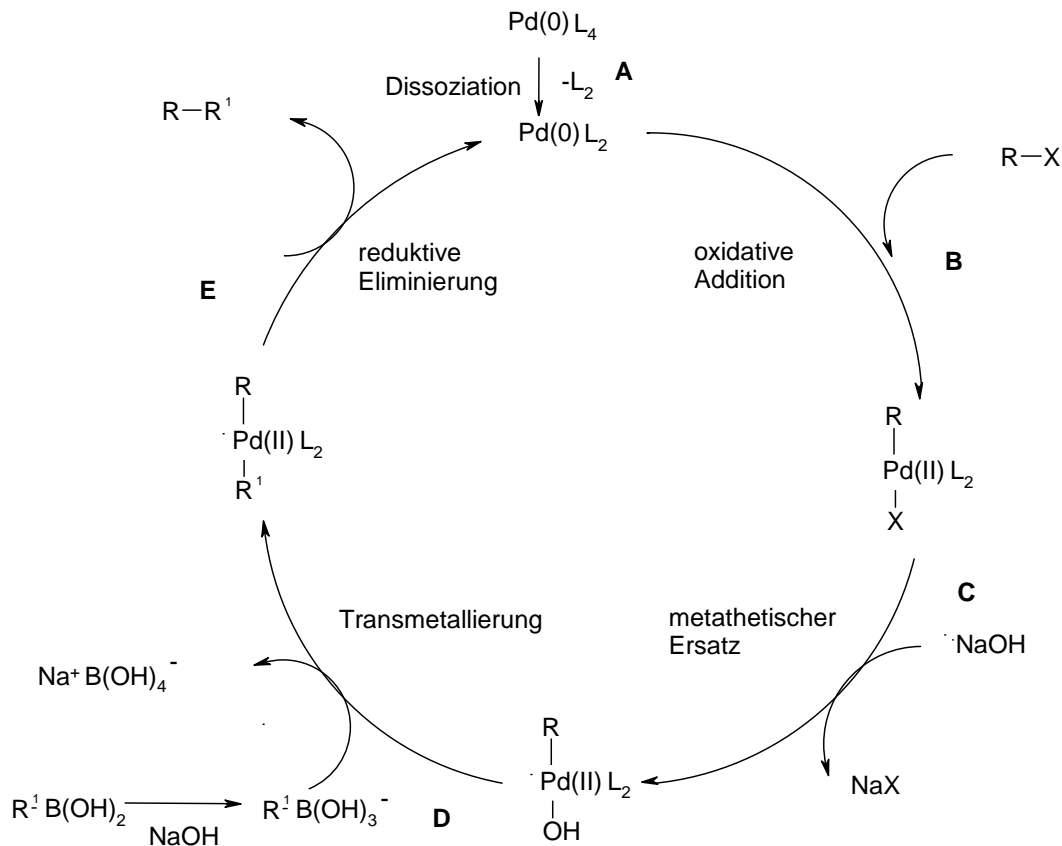 Pd(0) L₄
Dissoziation
-L₂
A
Pd(0) L₂
R—R¹
R—X
reduktive
Eliminierung
oxidative
Addition
B
E
R
Pd(II) L₂
R¹
R
Pd(II) L₂
X
C
Transmetallierung
metathetischer
Ersatz
NaOH
Na⁺ B(OH)₄⁻
R
Pd(II) L₂
OH
NaX
R¹-B(OH)₂
NaOH
R¹-B(OH)₃⁻
D